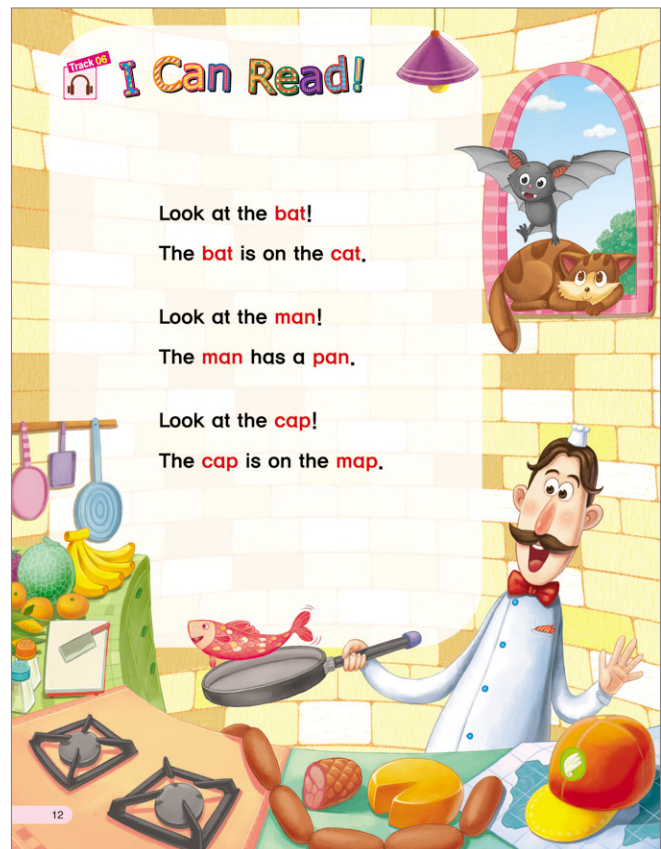 Track 06
I Can Read!
Look at the bat!
The bat is on the cat.
Look at the man!
The man has a pan.
Look at the cap!
The cap is on the map.
12